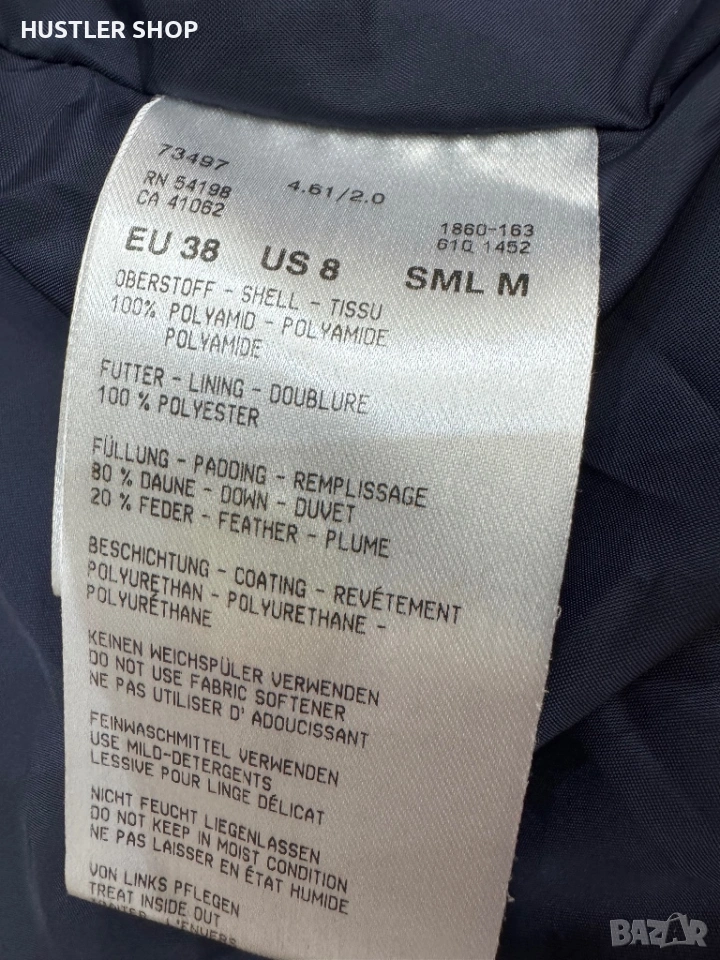 HUSTLER SHOP
73497
RN 54198
CA 41062
4.61/2.0
1860-163
61Q 1452
EU 38 US 8 SML M
OBERSTOFF - SHELL - TISSU
100% POLYAMID - POLYAMIDE
POLYAMIDE
FUTTER - LINING - DOUBLURE
100 % POLYESTER
FÜLLUNG - PADDING - REMPLISSAGE
80 % DAUNE - DOWN - DUVET
20 % FEDER - FEATHER - PLUME
BESCHICHTUNG - COATING - REVÉTEMENT
POLYURETHAN - POLYURETHANE -
POLYURÉTHANE
KEINEN WEICHSPÜLER VERWENDEN
DO NOT USE FABRIC SOFTENER
NE PAS UTILISER D' ADOUCISSANT
FEINWASCHMITTEL VERWENDEN
USE MILD-DETERGENTS
LESSIVE POUR LINGE DÉLICAT
NICHT FEUCHT LIEGENLASSEN
DO NOT KEEP IN MOIST CONDITION
NE PAS LAISSER EN ÉTAT HUMIDE
VON LINKS PFLEGEN
TREAT INSIDE OUT
L'ENVERS
BAZAR